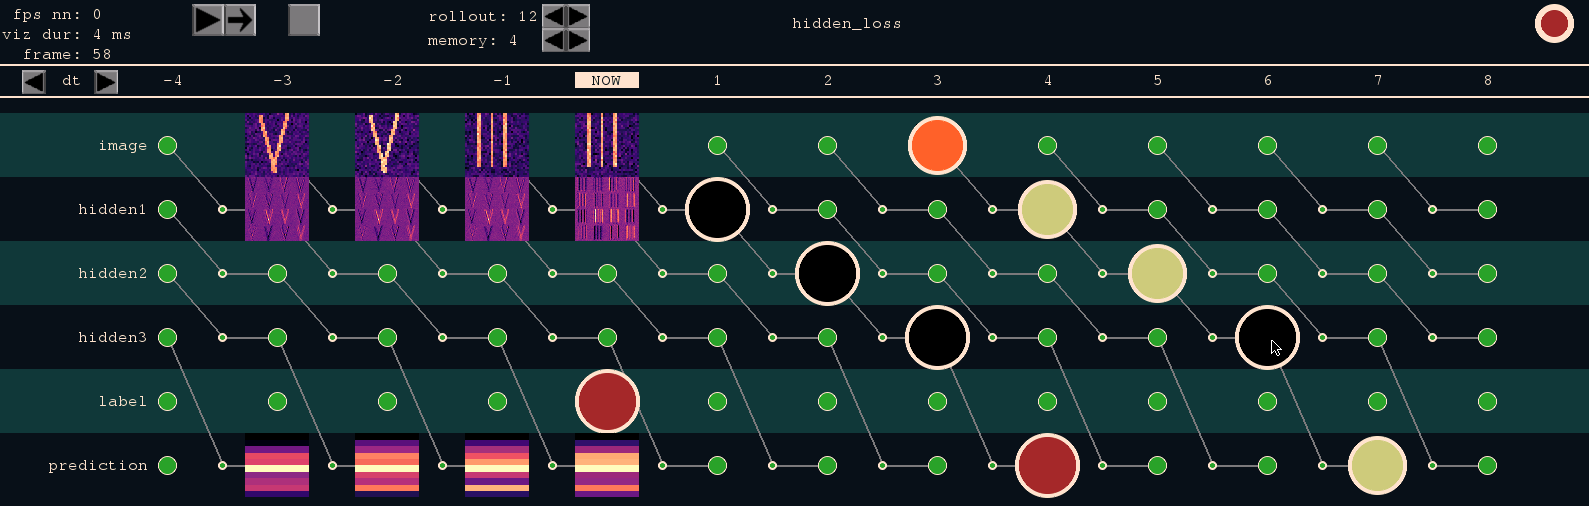 fps nn: 0
viz dur: 4 ms
frame: 58
rollout: 12
memory: 4
hidden_loss
dt -4 -3 -2 -1 NOW 1 2 3 4 5 6 7 8
image
hidden1
hidden2
hidden3
label
prediction